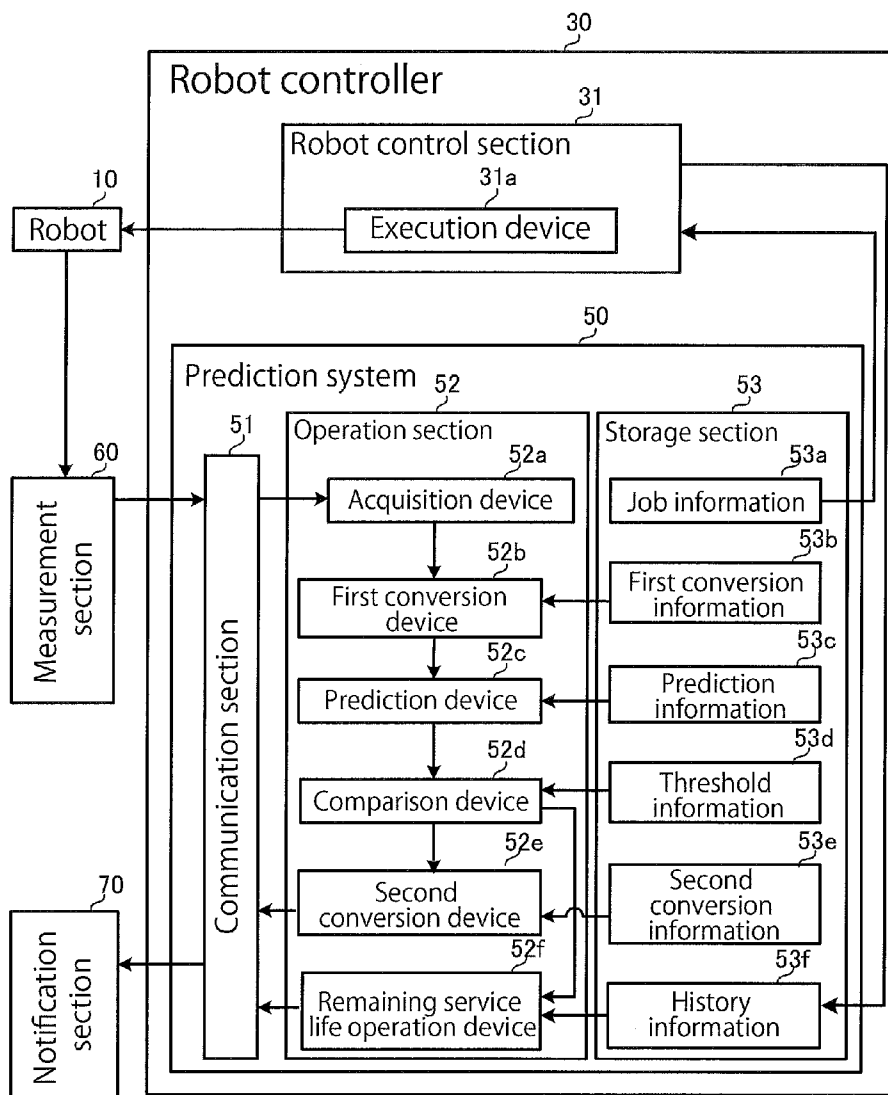 30
Robot controller
31
Robot control section
31a
Execution device
10
Robot
50
Prediction system
52
Operation section
53
Storage section
51
Communication section
60
Measurement
section
52a
Acquisition device
53a
Job information
52b
First conversion
device
53b
First conversion
information
52c
Prediction device
53c
Prediction
information
52d
Comparison device
53d
Threshold
information
52e
Second
conversion device
53e
Second
conversion
information
70
Notification
section
52f
Remaining service
life operation device
53f
History
information